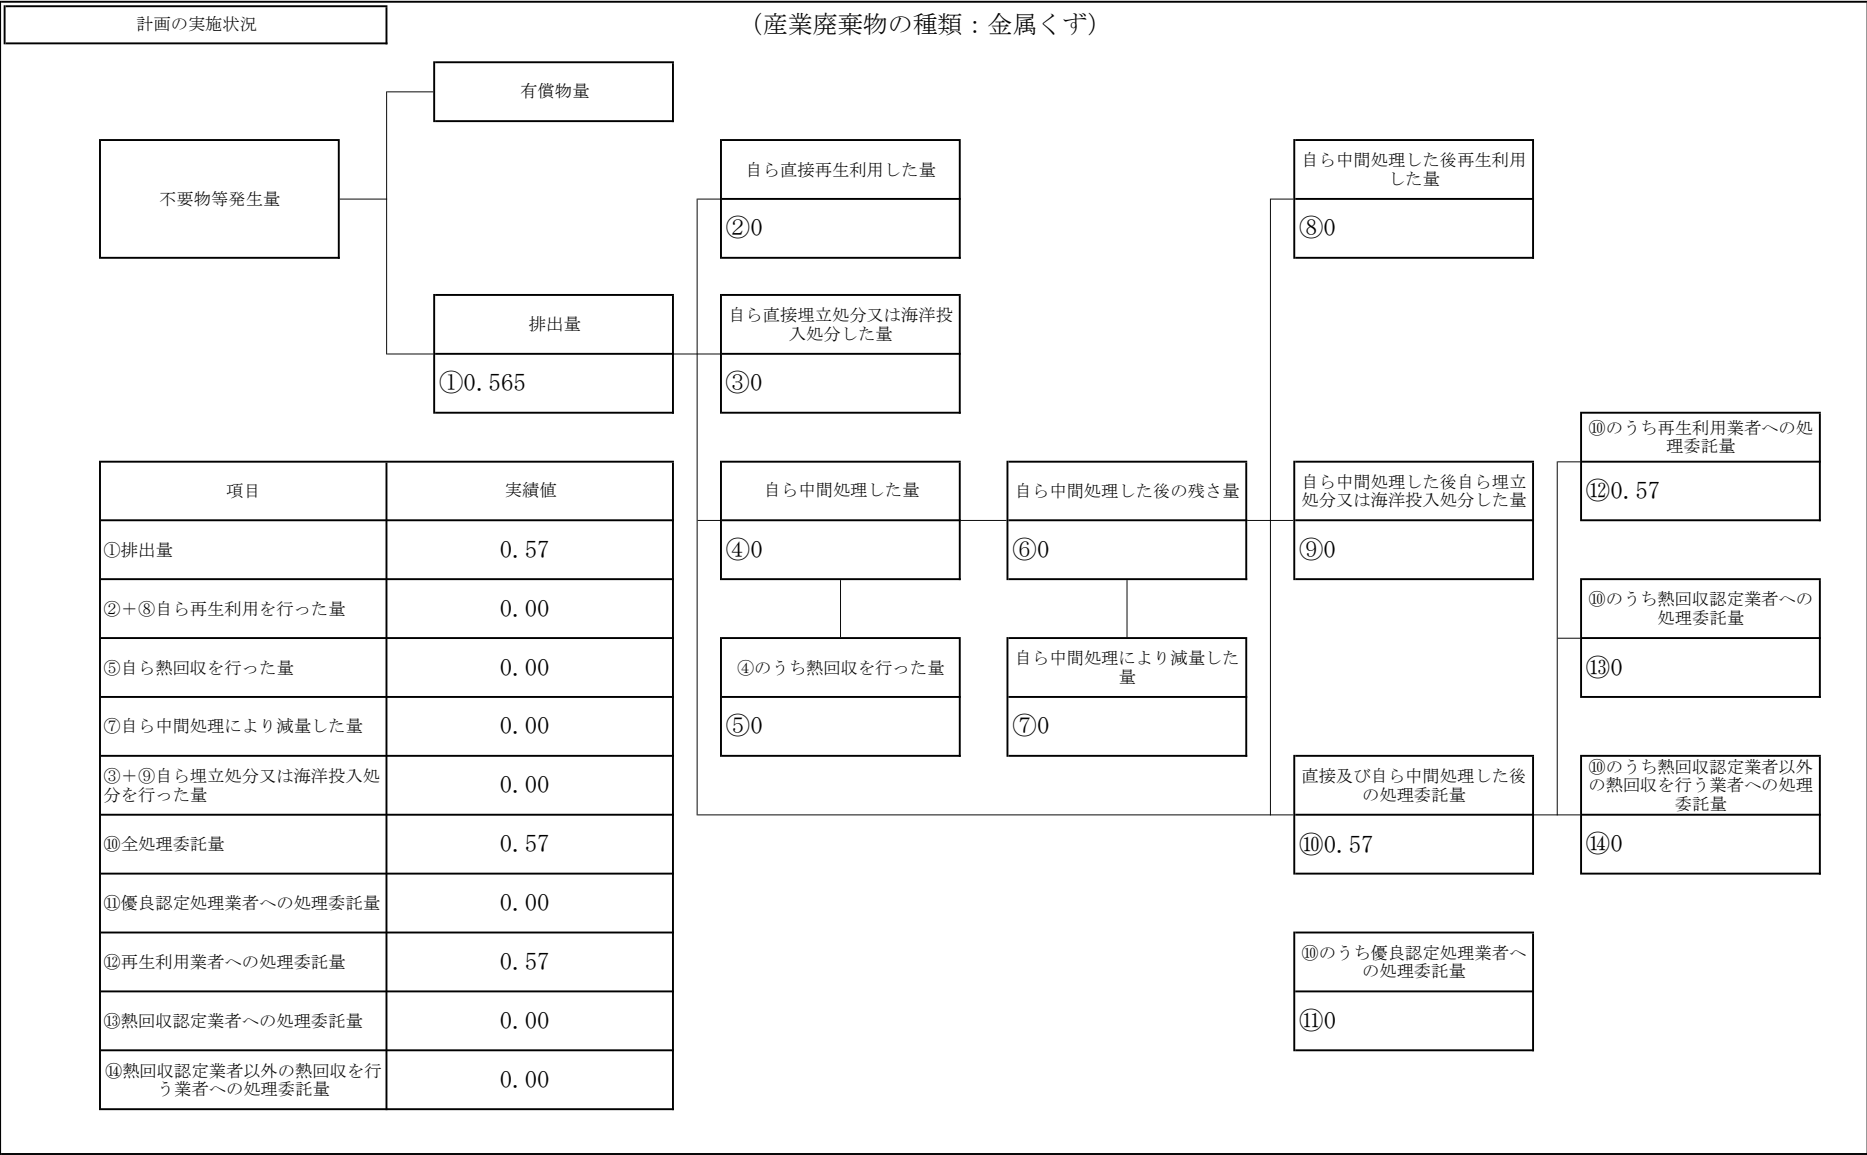 計画の実施状況
（産業廃棄物の種類：金属くず）
有償物量
不要物等発生量
自ら直接再生利用した量
②0
自ら中間処理した後再生利用
した量
⑧0
排出量
①0.565
自ら直接埋立処分又は海洋投
入処分した量
③0
⑩のうち再生利用業者への処
理委託量
⑫0.57
項目
実績値
①排出量
0.57
②＋⑧自ら再生利用を行った量
0.00
⑤自ら熱回収を行った量
0.00
⑦自ら中間処理により減量した量
0.00
③＋⑨自ら埋立処分又は海洋投入処
分を行った量
0.00
⑩全処理委託量
0.57
⑪優良認定処理業者への処理委託量
0.00
⑫再生利用業者への処理委託量
0.57
⑬熱回収認定業者への処理委託量
0.00
⑭熱回収認定業者以外の熱回収を行
う業者への処理委託量
0.00
自ら中間処理した量
④0
自ら中間処理した後の残さ量
⑥0
自ら中間処理した後自ら埋立
処分又は海洋投入処分した量
⑨0
⑩のうち熱回収認定業者への
処理委託量
⑬0
④のうち熱回収を行った量
⑤0
自ら中間処理により減量した
量
⑦0
直接及び自ら中間処理した後
の処理委託量
⑩0.57
⑩のうち熱回収認定業者以外
の熱回収を行う業者への処理
委託量
⑭0
⑩のうち優良認定処理業者へ
の処理委託量
⑪0